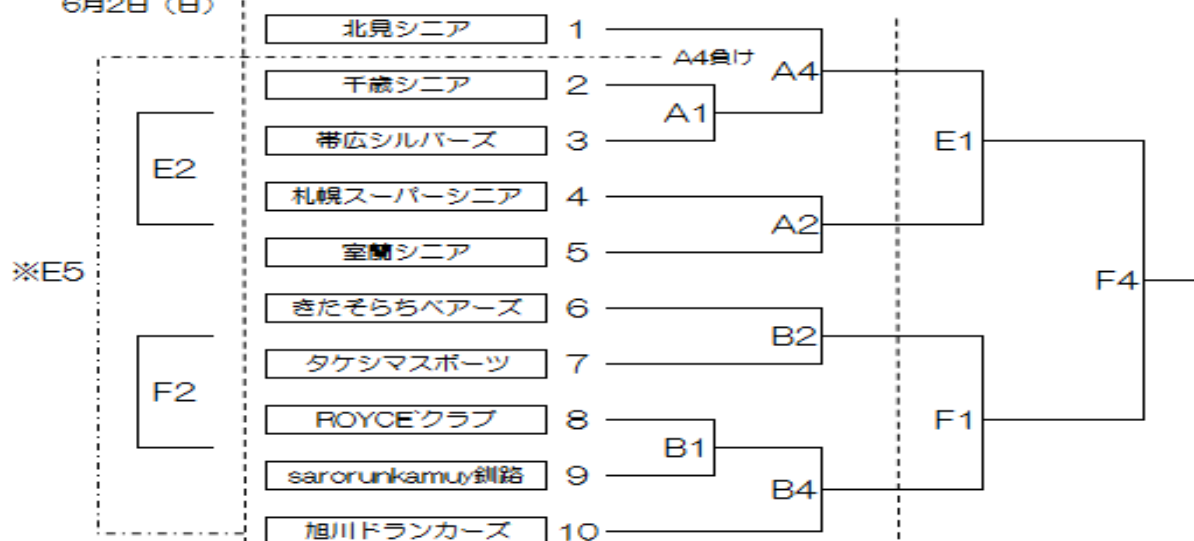 6月2日（日）
北見シニア 1
A4負け A4
千歳シニア 2
A1
帯広シルバーズ 3
E1
E2
札幌スーパーシニア 4
A2
室蘭シニア 5
※E5
F4
きたそらちベアーズ 6
B2
タケシマスポーツ 7
F2
ROYCE'クラブ 8
F1
B1
sarorunkamuy釧路 9
B4
旭川ドランカーズ 10